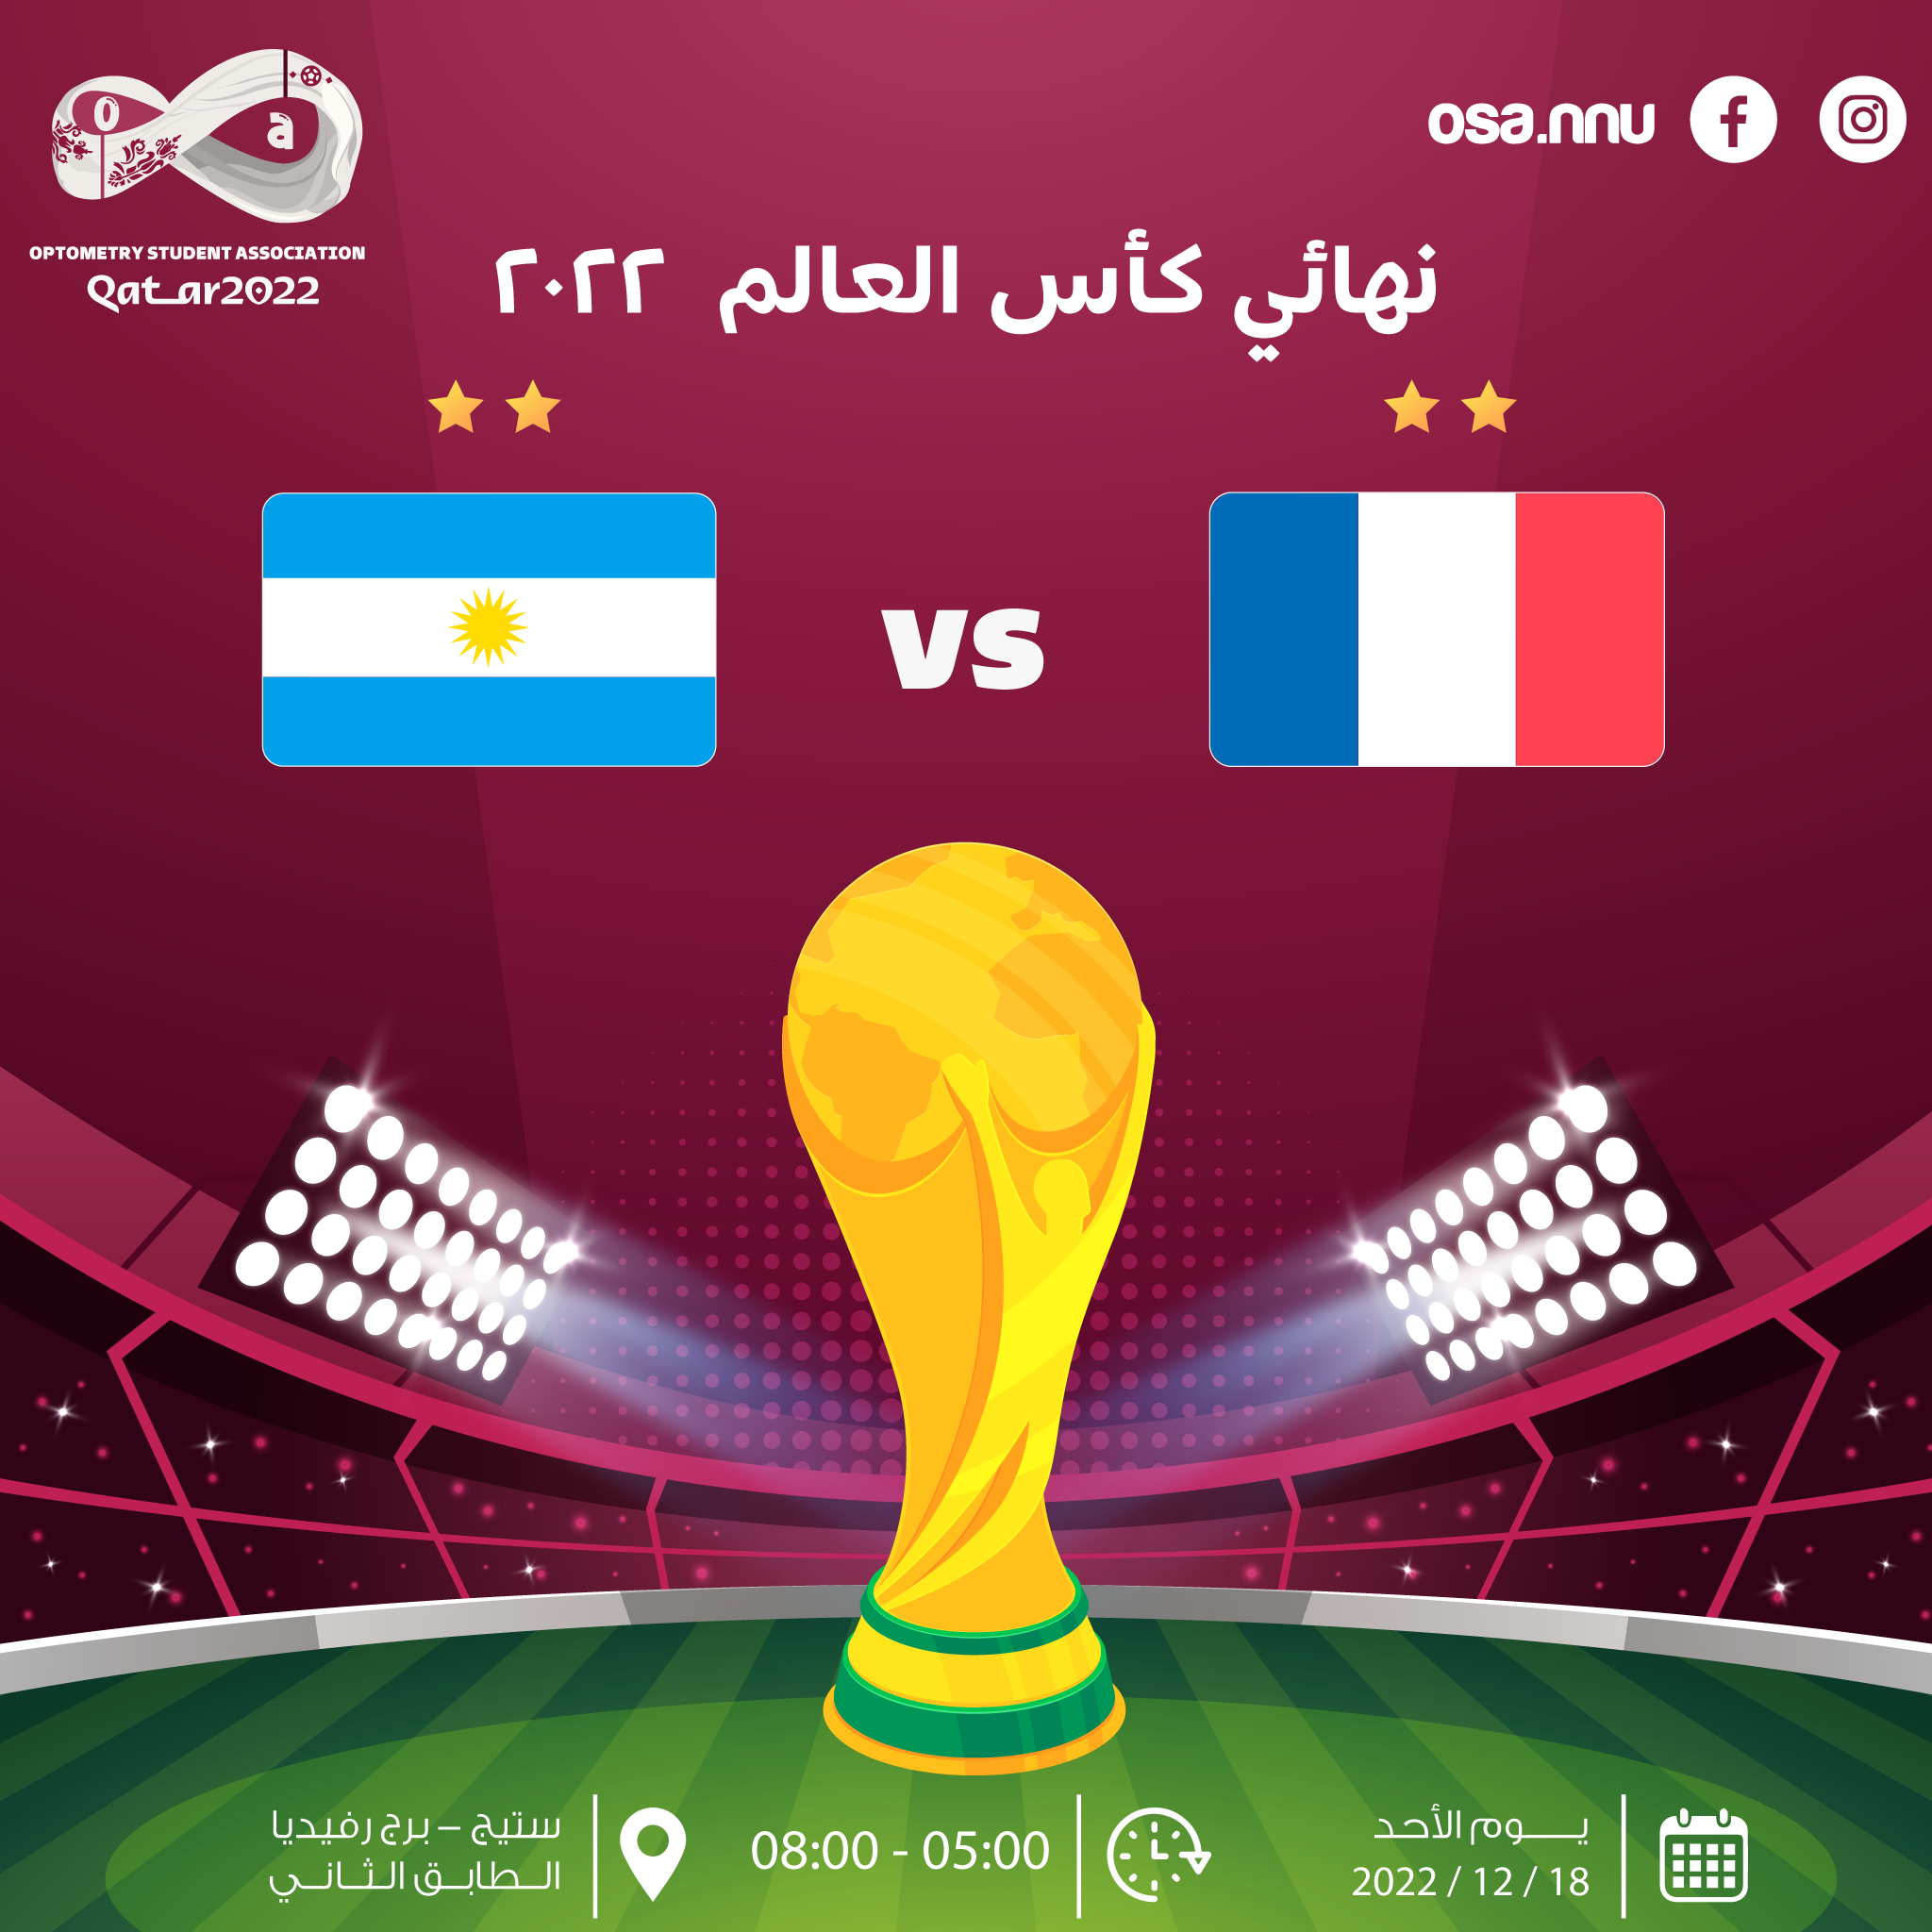 o
a
OPTOMETRY STUDENT ASSOCIATION
Qatar2022
osa.nnu
نهائي كأس العالم ٢٠٢٢
vs
يـــوم الأحد
18 / 12 / 2022
08:00 - 05:00
ستيج – برج رفيديا
الـطابـق الـثـانـي